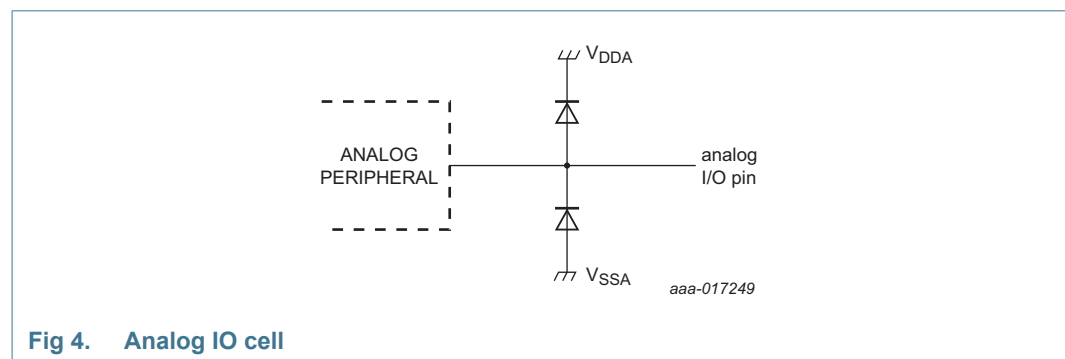 VDDA
ANALOG
PERIPHERAL
analog
I/O pin
VSSA
aaa-017249
Fig 4. Analog IO cell